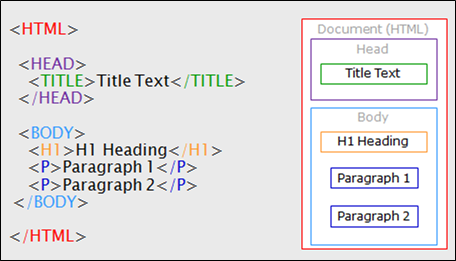 <HTML>
<HEAD>
<TITLE>Title Text</TITLE>
</HEAD>
<BODY>
<H1>H1 Heading</H1>
<P>Paragraph 1</P>
<P>Paragraph 2</P>
</BODY>
</HTML>
Document (HTML)
Head
Title Text
Body
H1 Heading
Paragraph 1
Paragraph 2